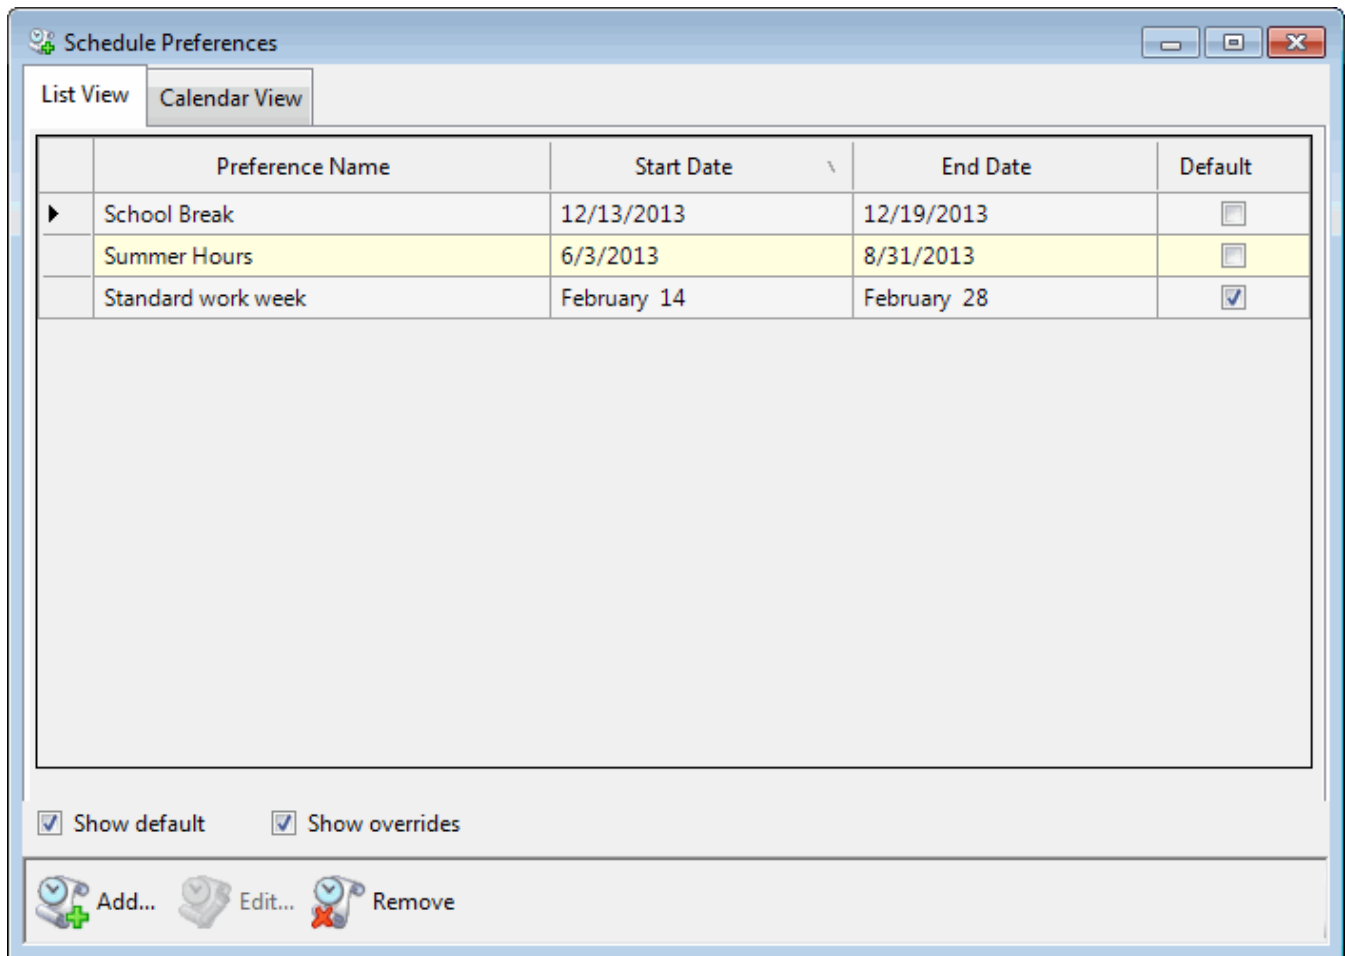 Schedule Preferences
List View Calendar View
Preference Name Start Date End Date Default
School Break 12/13/2013 12/19/2013
Summer Hours 6/3/2013 8/31/2013
Standard work week February 14 February 28
Show default Show overrides
Add... Edit... Remove